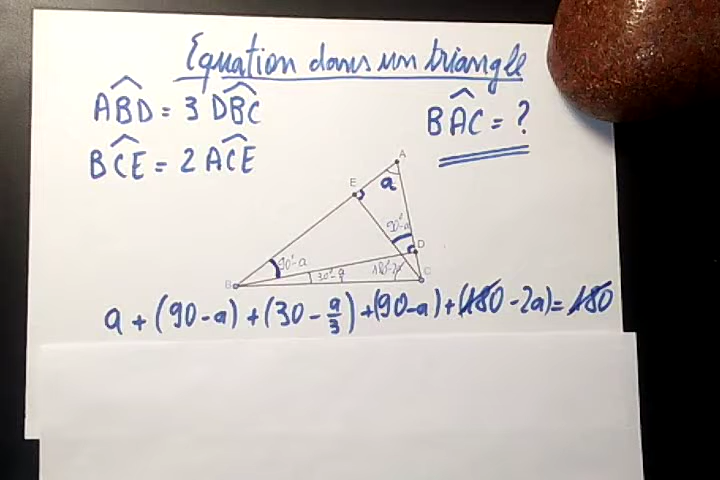 Equation dans un triangle
ABD = 3 DBC
BAC = ?
BCE = 2 ACE
A
E
a
90°-a
D
90°-a
30°-a/3
180°-2a
B
C
a + (90-a) + (30 - a/3) + (90-a) + (180-2a) = 180